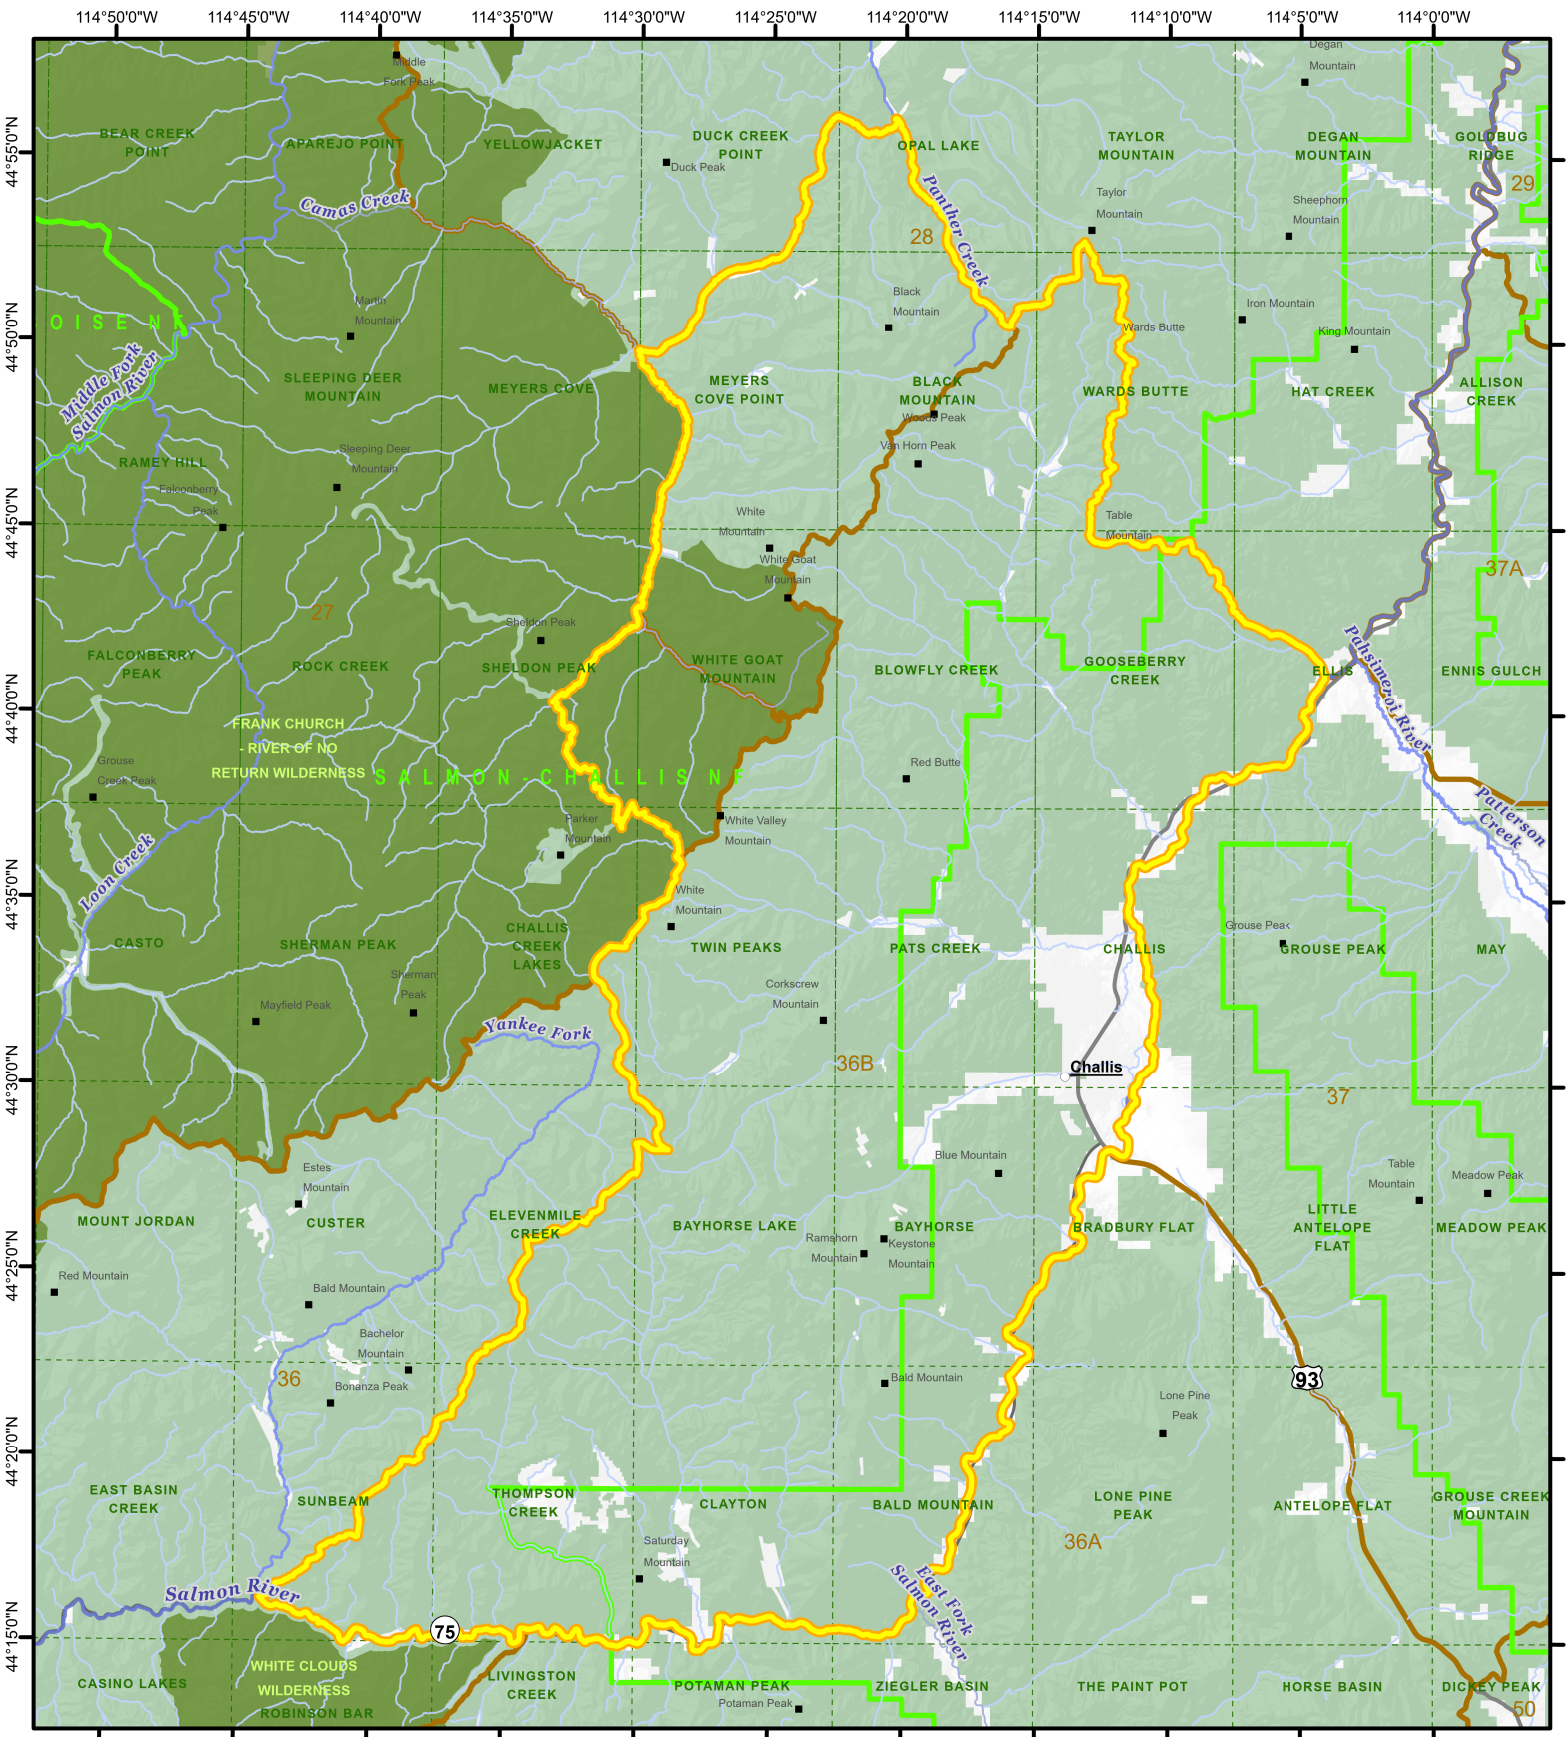 114°50'0"W
114°45'0"W
114°40'0"W
114°35'0"W
114°30'0"W
114°25'0"W
114°20'0"W
114°15'0"W
114°10'0"W
114°5'0"W
114°0'0"W
44°55'0"N
44°50'0"N
44°45'0"N
44°40'0"N
44°35'0"N
44°30'0"N
44°25'0"N
44°20'0"N
44°15'0"N
Middle
Fork Peak
Degan
Mountain
BEAR CREEK
POINT
APAREJO POINT
YELLOWJACKET
DUCK CREEK
POINT
OPAL LAKE
TAYLOR
MOUNTAIN
DEGAN
MOUNTAIN
GOLDBUG
RIDGE
29
Duck Peak
Camas Creek
Panther Creek
Taylor
Mountain
Sheephorn
Mountain
28
Martin
Mountain
OISE NF
Black
Mountain
Iron Mountain
Wards Butte
King Mountain
Middle Fork
Salmon River
SLEEPING DEER
MOUNTAIN
MEYERS COVE
MEYERS
COVE POINT
BLACK
MOUNTAIN
WARDS BUTTE
HAT CREEK
ALLISON
CREEK
Woods Peak
Van Horn Peak
Sleeping Deer
Mountain
RAMEY HILL
Falconberry
Peak
White
Mountain
Table
Mountain
White Goat
Mountain
37A
27
Sheldon Peak
FALCONBERRY
PEAK
ROCK CREEK
SHELDON PEAK
WHITE GOAT
MOUNTAIN
BLOWFLY CREEK
GOOSEBERRY
CREEK
ELLIS
ENNIS GULCH
Pahsimeroi River
FRANK CHURCH
- RIVER OF NO
RETURN WILDERNESS
SALMON-CHALLIS NF
Grouse
Creek Peak
Red Butte
Patterson
Creek
Parker
Mountain
White Valley
Mountain
Loon Creek
White
Mountain
CASTO
SHERMAN PEAK
CHALLIS
CREEK
LAKES
TWIN PEAKS
PATS CREEK
CHALLIS
Grouse Peak
GROUSE PEAK
MAY
Sherman
Peak
Mayfield Peak
Corkscrew
Mountain
Yankee Fork
36B
Challis
37
Estes
Mountain
Blue Mountain
Table
Mountain
Meadow Peak
MOUNT JORDAN
CUSTER
ELEVENMILE
CREEK
BAYHORSE LAKE
BAYHORSE
BRADBURY FLAT
LITTLE
ANTELOPE
FLAT
MEADOW PEAK
Ramshorn
Mountain
Keystone
Mountain
Red Mountain
Bald Mountain
Bachelor
Mountain
Bonanza Peak
36
Bald Mountain
93
Lone Pine
Peak
EAST BASIN
CREEK
SUNBEAM
THOMPSON
CREEK
CLAYTON
BALD MOUNTAIN
LONE PINE
PEAK
ANTELOPE FLAT
GROUSE CREEK
MOUNTAIN
36A
Saturday
Mountain
Salmon River
East Fork
Salmon River
75
CASINO LAKES
WHITE CLOUDS
WILDERNESS
ROBINSON BAR
LIVINGSTON
CREEK
POTAMAN PEAK
Potaman Peak
ZIEGLER BASIN
THE PAINT POT
HORSE BASIN
DICKEY PEAK
50